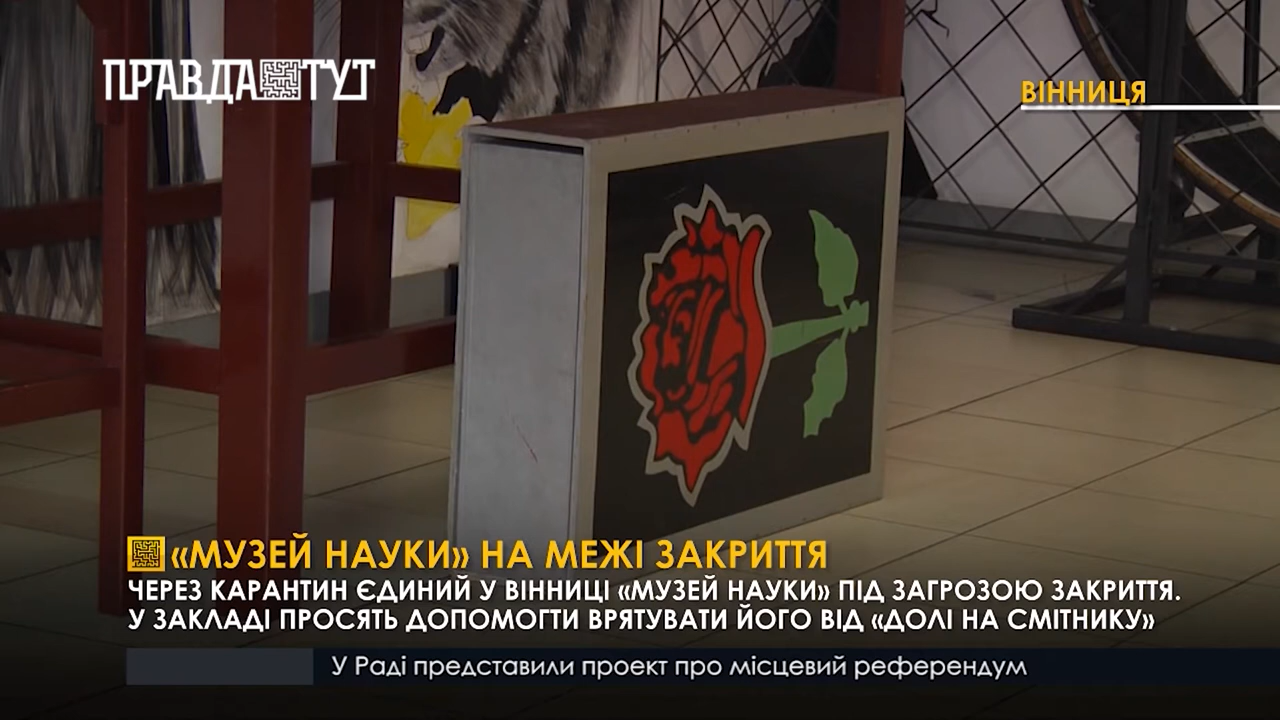 ПРАВДА ТУТ
ВІННИЦЯ
«МУЗЕЙ НАУКИ» НА МЕЖІ ЗАКРИТТЯ
ЧЕРЕЗ КАРАНТИН ЄДИНИЙ У ВІННИЦІ «МУЗЕЙ НАУКИ» ПІД ЗАГРОЗОЮ ЗАКРИТТЯ.
У ЗАКЛАДІ ПРОСЯТЬ ДОПОМОГТИ ВРЯТУВАТИ ЙОГО ВІД «ДОЛІ НА СМІТНИКУ»
У Раді представили проект про місцевий референдум